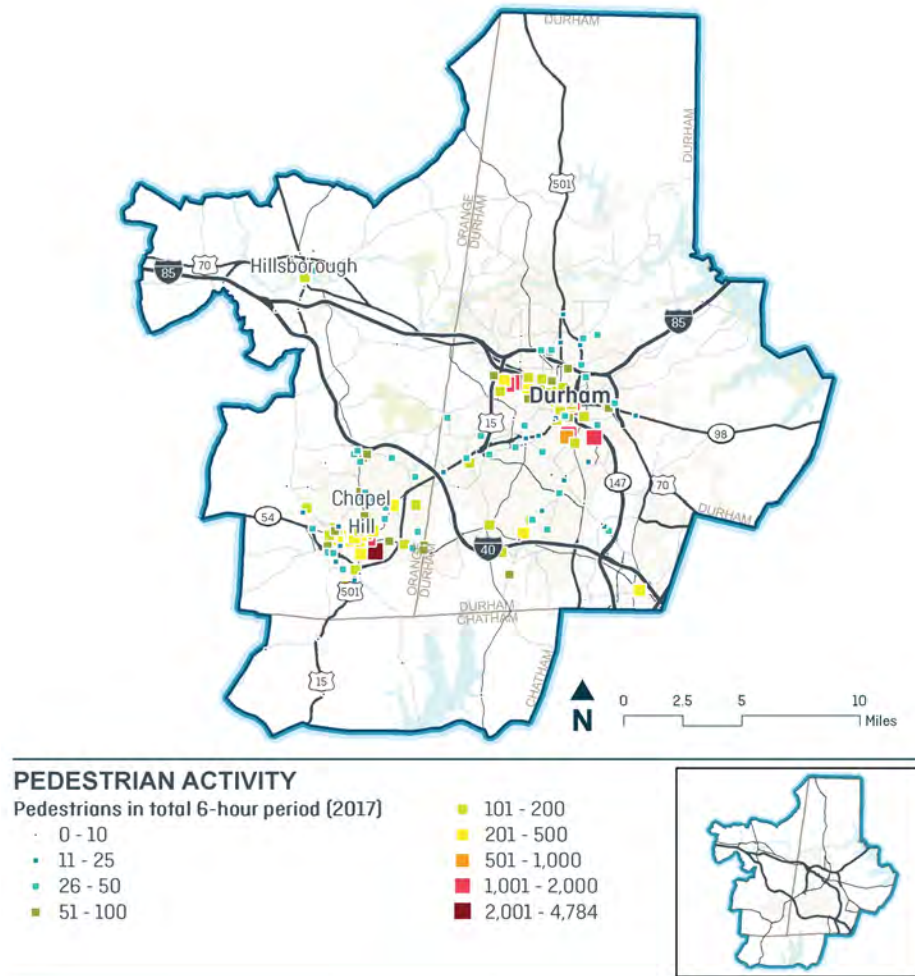 DURHAM
DURHAM
501
ORANGE
DURHAM
70
Hillsborough
85
85
Durham
15
98
Chapel
Hill
147
70
54
DURHAM
40
ORANGE
DURHAM
501
DURHAM
CHATHAM
CHATHAM
15
N
0 2.5 5 10
Miles
PEDESTRIAN ACTIVITY
Pedestrians in total 6-hour period (2017)
0 - 10
11 - 25
26 - 50
51 - 100
101 - 200
201 - 500
501 - 1,000
1,001 - 2,000
2,001 - 4,784